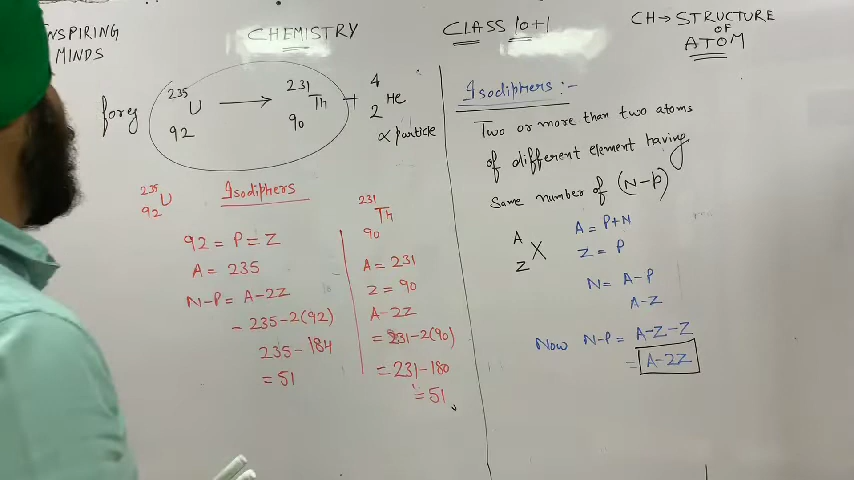 INSPIRING
MINDS
CHEMISTRY
CLASS 10+1
CH→ STRUCTURE
OF
ATOM
for eg
235
92 U → 231
90 Th + 4
2 He
α particle
235
92 U
Isodiphers
92 = P = Z
A = 235
N-P = A-2Z
= 235-2(92)
235-184
= 51
231
90 Th
A = 231
Z = 90
A-2Z
= 231-2(90)
= 231-180
= 51
Isodiphers :-
Two or more than two atoms
of different element having
Same number of (N-P)
A
Z X
A = P+N
Z = P
N = A-P
A-Z
Now N-P = A-Z-Z
= A-2Z